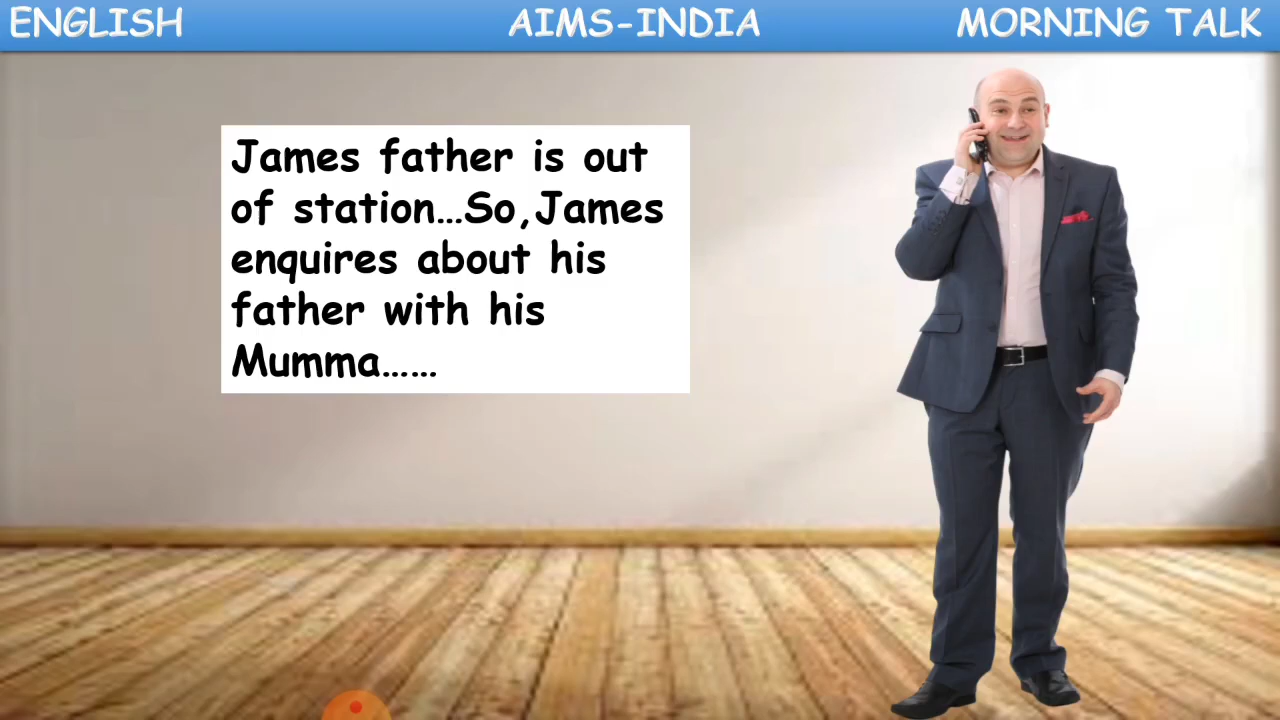 ENGLISH AIMS-INDIA MORNING TALK
James father is out
of station...So,James
enquires about his
father with his
Mumma......